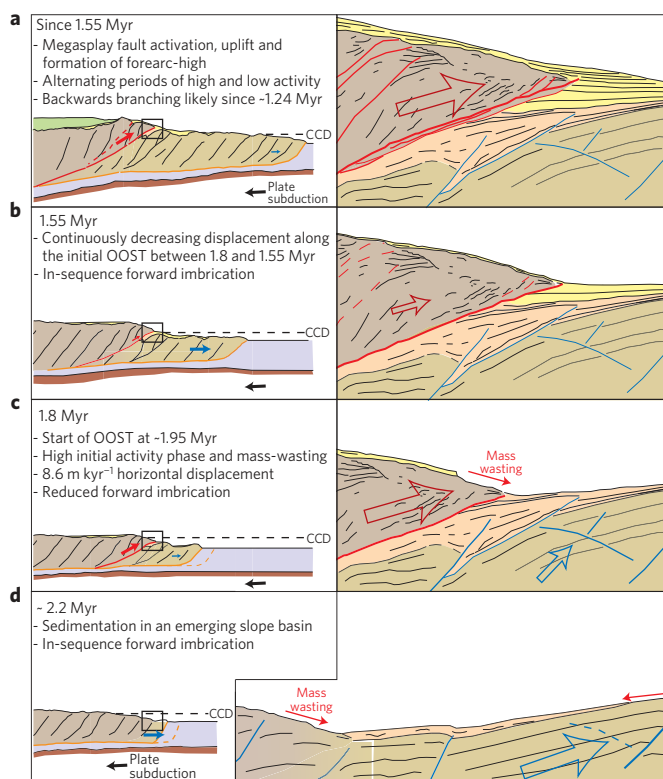 a
Since 1.55 Myr
- Megasplay fault activation, uplift and
formation of forearc-high
- Alternating periods of high and low activity
- Backwards branching likely since ~1.24 Myr
CCD
Plate
subduction
b
1.55 Myr
- Continuously decreasing displacement along
the initial OOST between 1.8 and 1.55 Myr
- In-sequence forward imbrication
CCD
c
1.8 Myr
- Start of OOST at ~1.95 Myr
- High initial activity phase and mass-wasting
- 8.6 m kyr⁻¹ horizontal displacement
- Reduced forward imbrication
CCD
Mass
wasting
d
~ 2.2 Myr
- Sedimentation in an emerging slope basin
- In-sequence forward imbrication
CCD
Plate
subduction
Mass
wasting